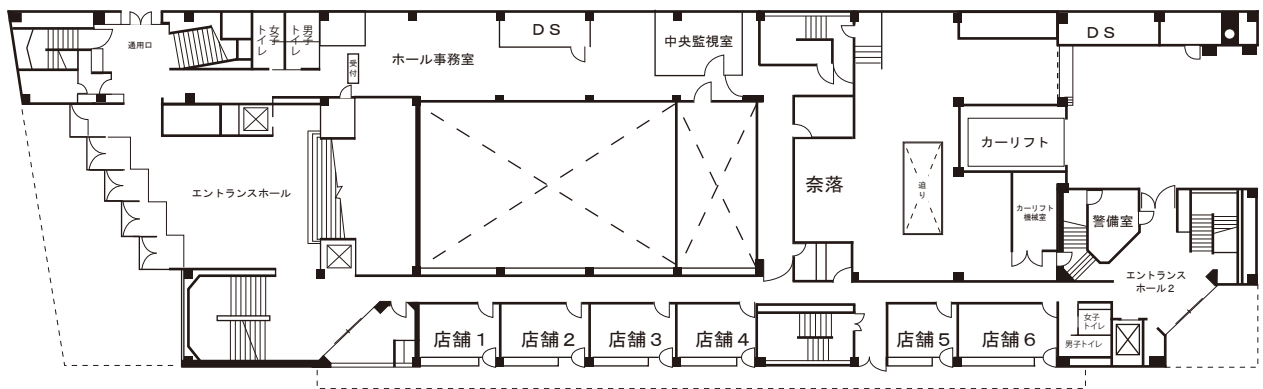 通用口
女子
トイレ
男子
トイレ
受付
ホール事務室
DS
中央監視室
DS
エントランスホール
奈落
迫り
カーリフト
カーリフト
機械室
警備室
エントランス
ホール2
店舗1
店舗2
店舗3
店舗4
店舗5
店舗6
女子
トイレ
男子トイレ